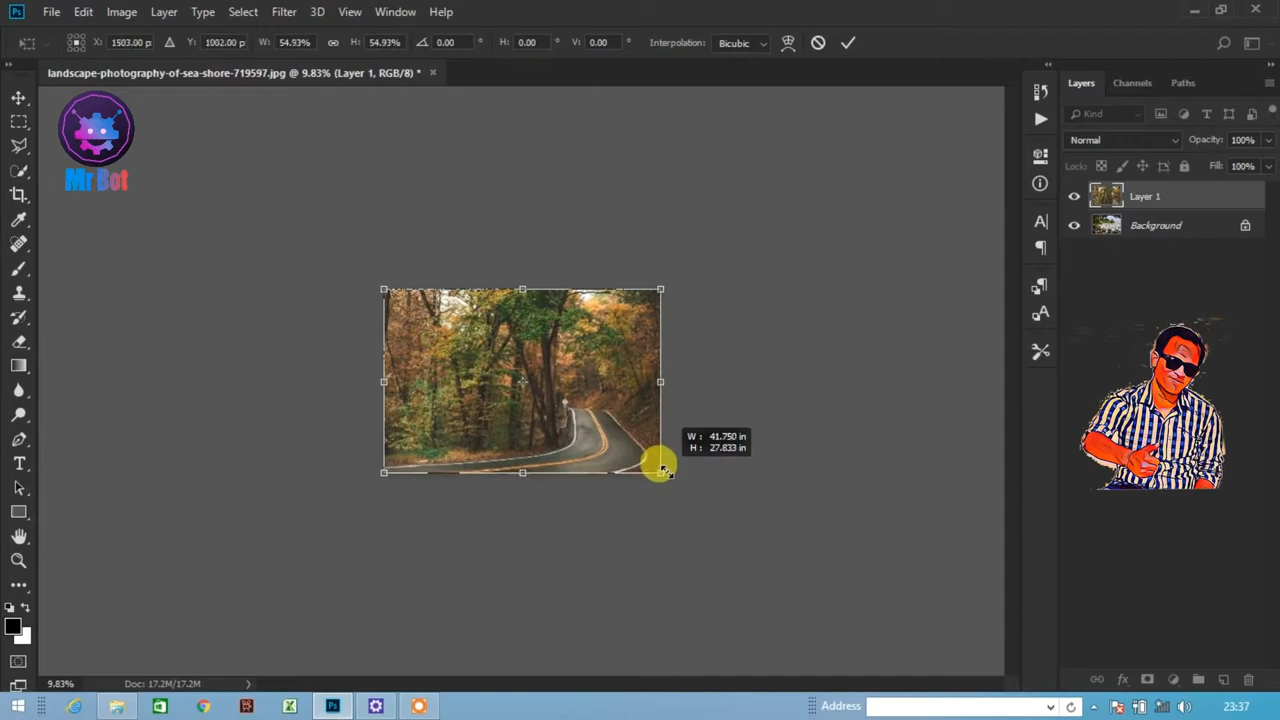 Ps File Edit Image Layer Type Select Filter 3D View Window Help
X: 1503.00 p: Y: 1002.00 p: W: 54.93% H: 54.93% 0.00 ° H: 0.00 ° V: 0.00 ° Interpolation: Bicubic
landscape-photography-of-sea-shore-719597.jpg @ 9.83% (Layer 1, RGB/8) * ×
Layers Channels Paths
Kind
Normal Opacity: 100%
Lock: Fill: 100%
Mr Bot
Layer 1
Background
W : 41.750 in
H : 27.833 in
9.83% Doc: 17.2M/17.2M
Address 23:37